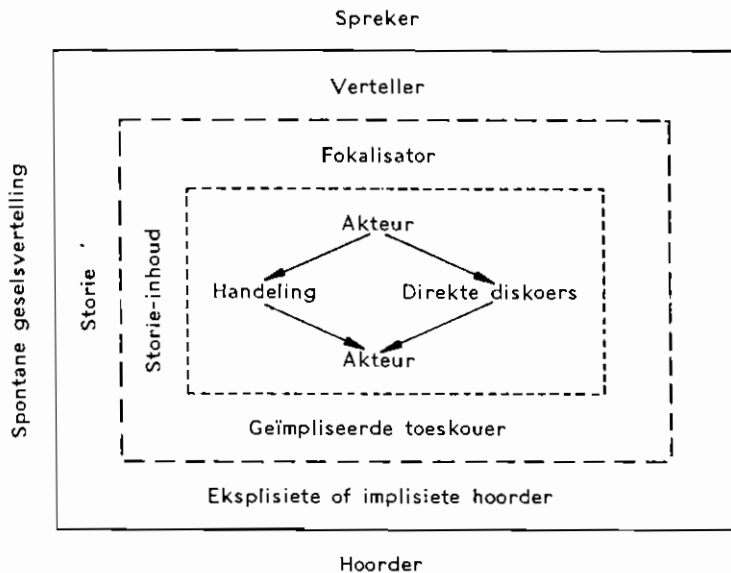 Spreker
Verteller
Fokalisator
Akteur
Handeling
Direkte diskoers
Akteur
Geïmpliseerde toeskouer
Eksplisiete of implisiete hoorder
Hoorder
Spontane geselsvertelling
Storie '
Storie-inhoud